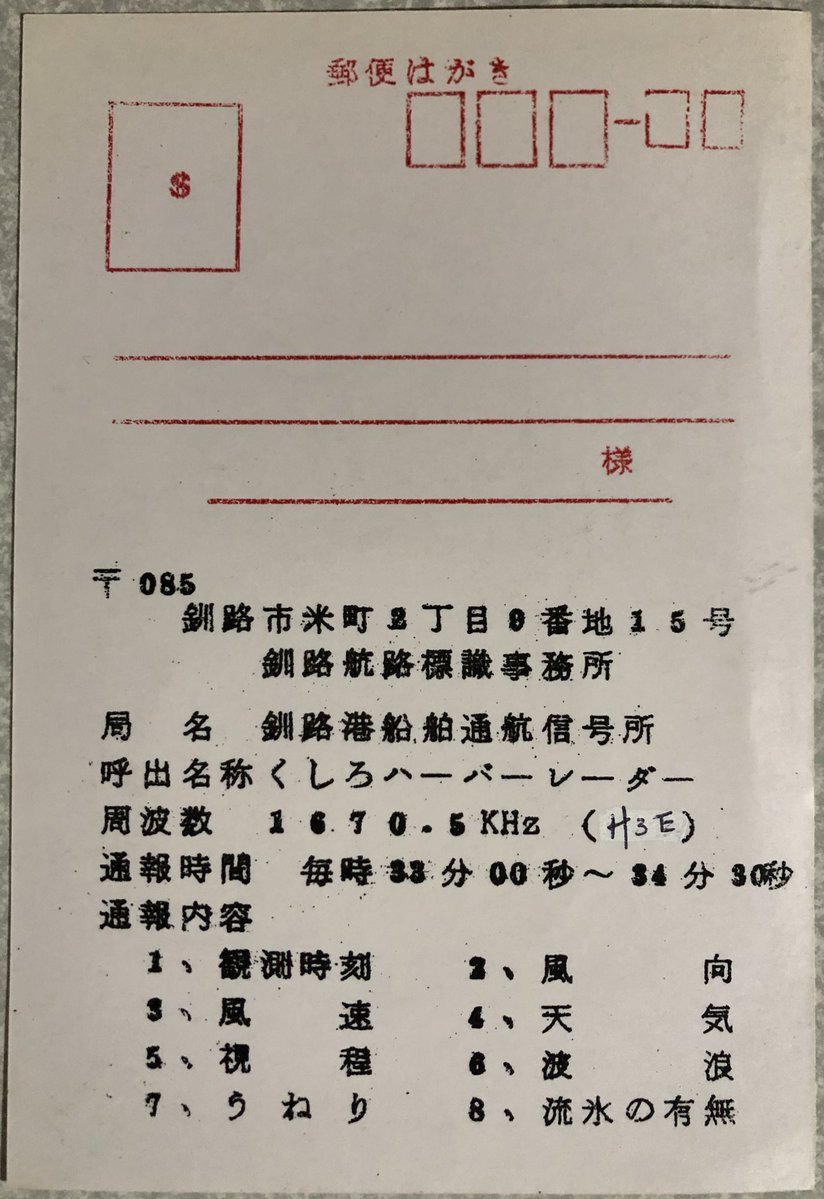 郵便はがき
様
〒085
釧路市米町2丁目9番地15号
釧路航路標識事務所
局 名 釧路港船舶通航信号所
呼出名称くしろハーバーレーダー
周波数 1670.5KHz (H3E)
通報時間 毎時33分00秒〜34分30秒
通報内容
1、観測時刻 2、風 向
3、風 速 4、天 気
5、視 程 6、波 浪
7、うねり 8、流氷の有無